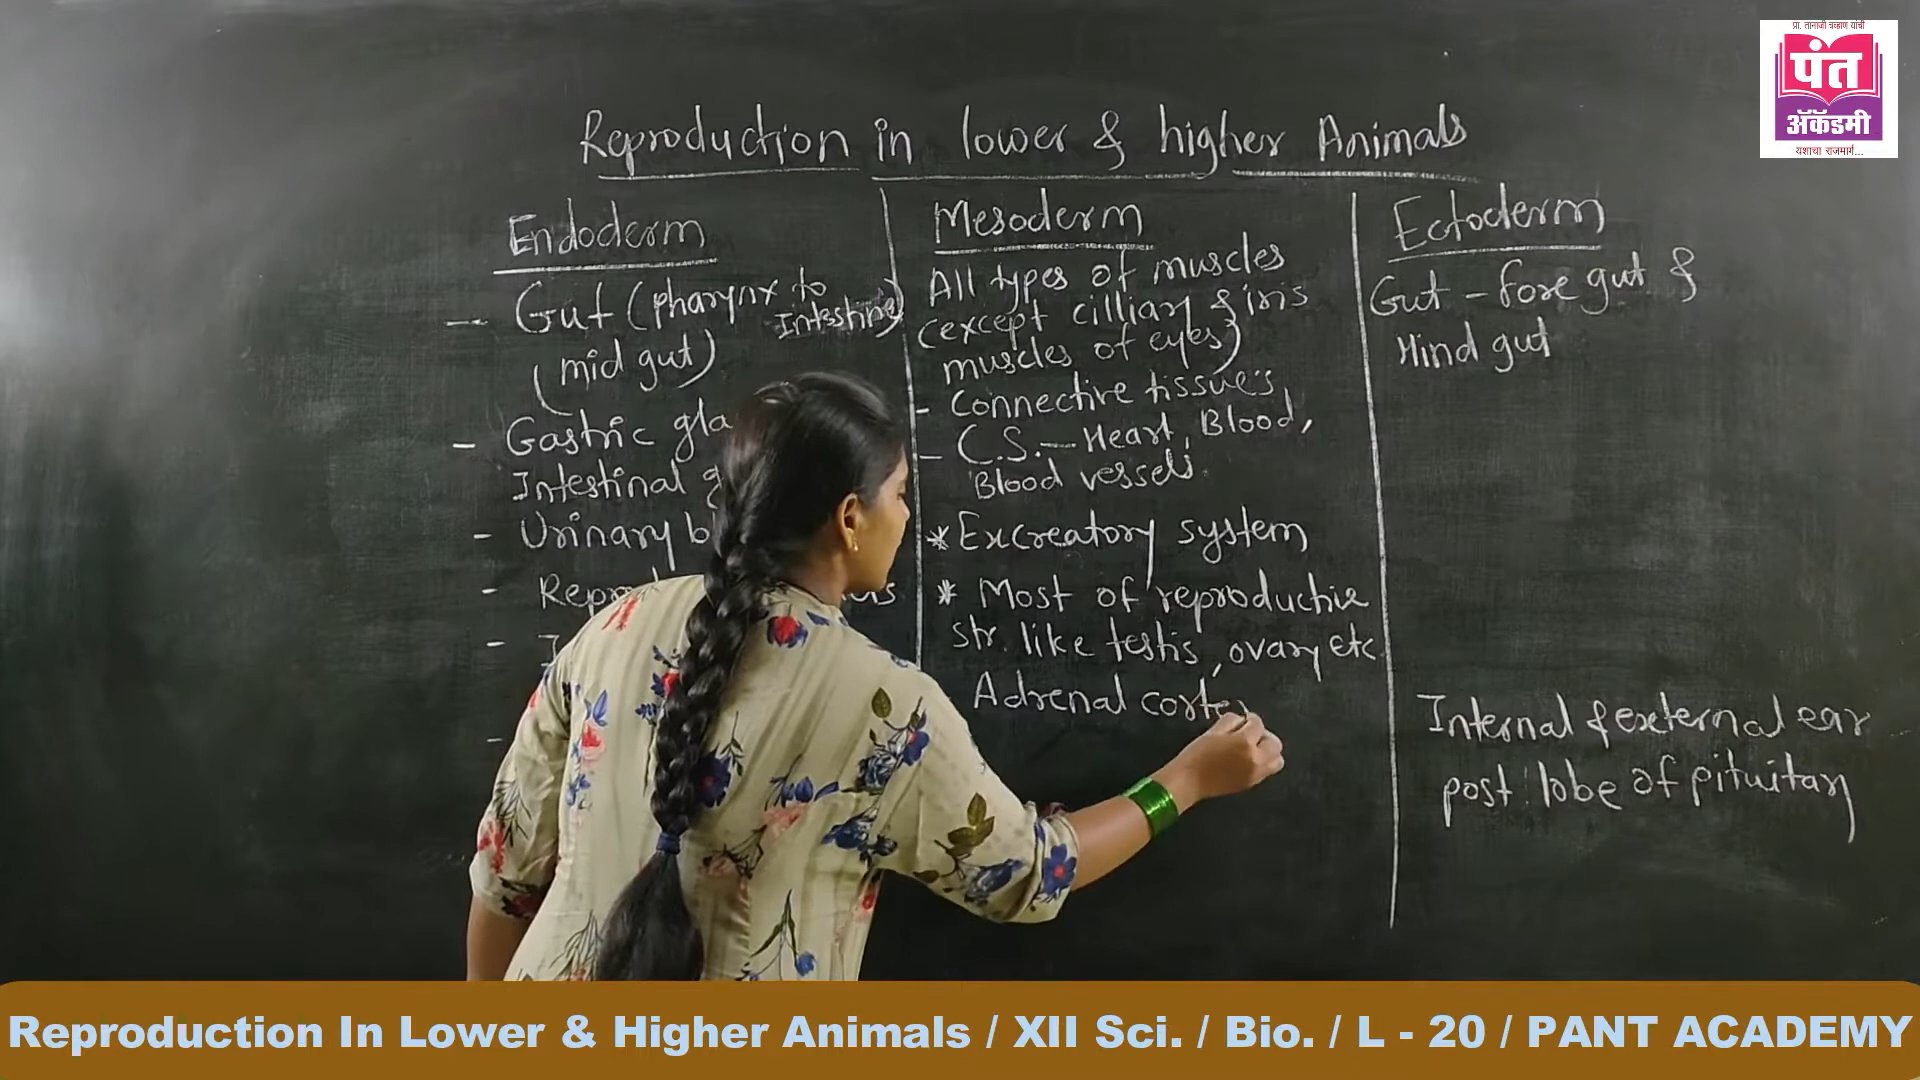 प्रा. तानाजी चव्हाण यांची
पंत
अ‍ॅकॅडमी
यशाचा राजमार्ग...
Reproduction in lower & higher Animals
Endoderm
- Gut (pharynx to
Intestine)
(mid gut)
- Gastric gla
Intestinal g
- Urinary b
- Repr
-
-
Mesoderm
All types of muscles
(except cilliary & iris
muscles of eyes)
- Connective tissue's
- C.S. - Heart, Blood,
Blood vessels.
* Excreatory system
* Most of reproductive
str. like testis, ovary etc
Adrenal corte
Ectoderm
Gut - fore gut &
Hind gut
Internal & external ear
post. lobe of pituitary
Reproduction In Lower & Higher Animals / XII Sci. / Bio. / L - 20 / PANT ACADEMY